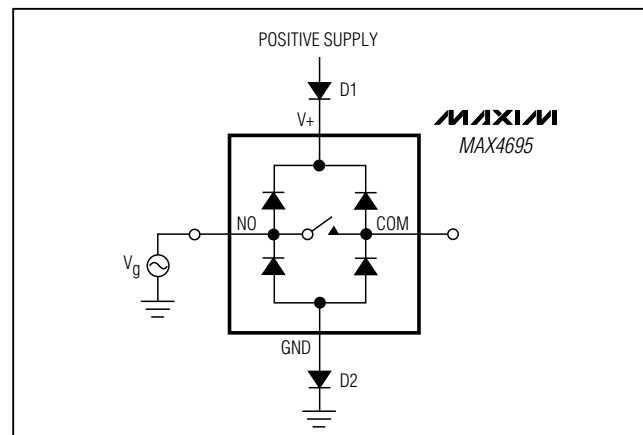 POSITIVE SUPPLY
D1
V+
MAXIM
MAX4695
NO
COM
Vg
GND
D2